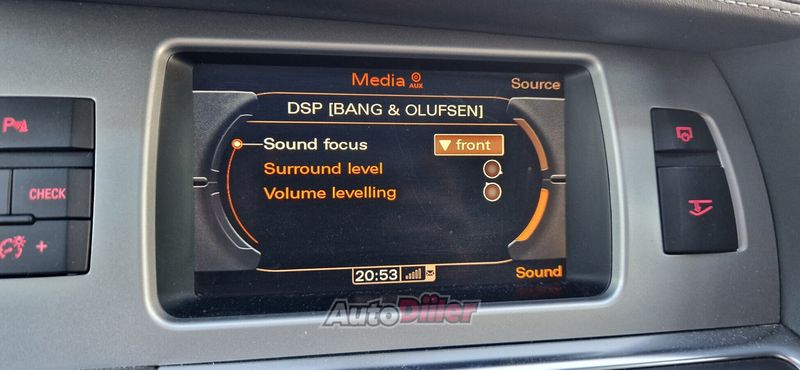 Media AUX
Source
DSP [BANG & OLUFSEN]
Sound focus
front
Surround level
Volume levelling
20:53
Sound
P
CHECK
+
AutoDiler